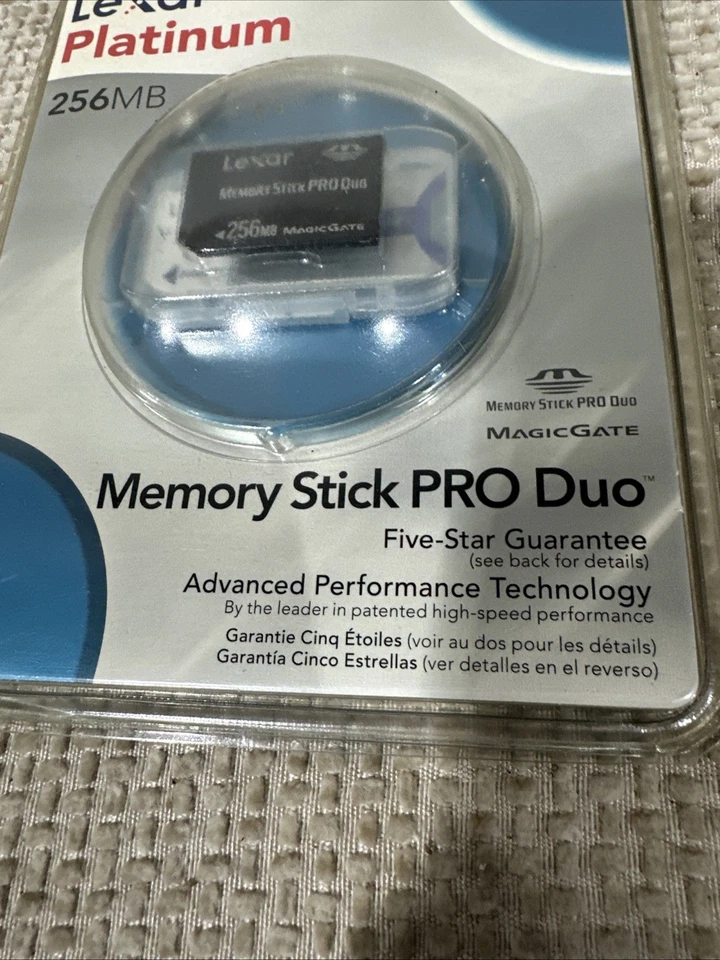 Lexar
Platinum
256MB
Lexar
MEMORY STICK PRO DUO
256MB MAGICGATE
MEMORY STICK PRO DUO
MAGICGATE
Memory Stick PRO Duo™
Five-Star Guarantee
(see back for details)
Advanced Performance Technology
By the leader in patented high-speed performance
Garantie Cinq Étoiles (voir au dos pour les détails)
Garantía Cinco Estrellas (ver detalles en el reverso)